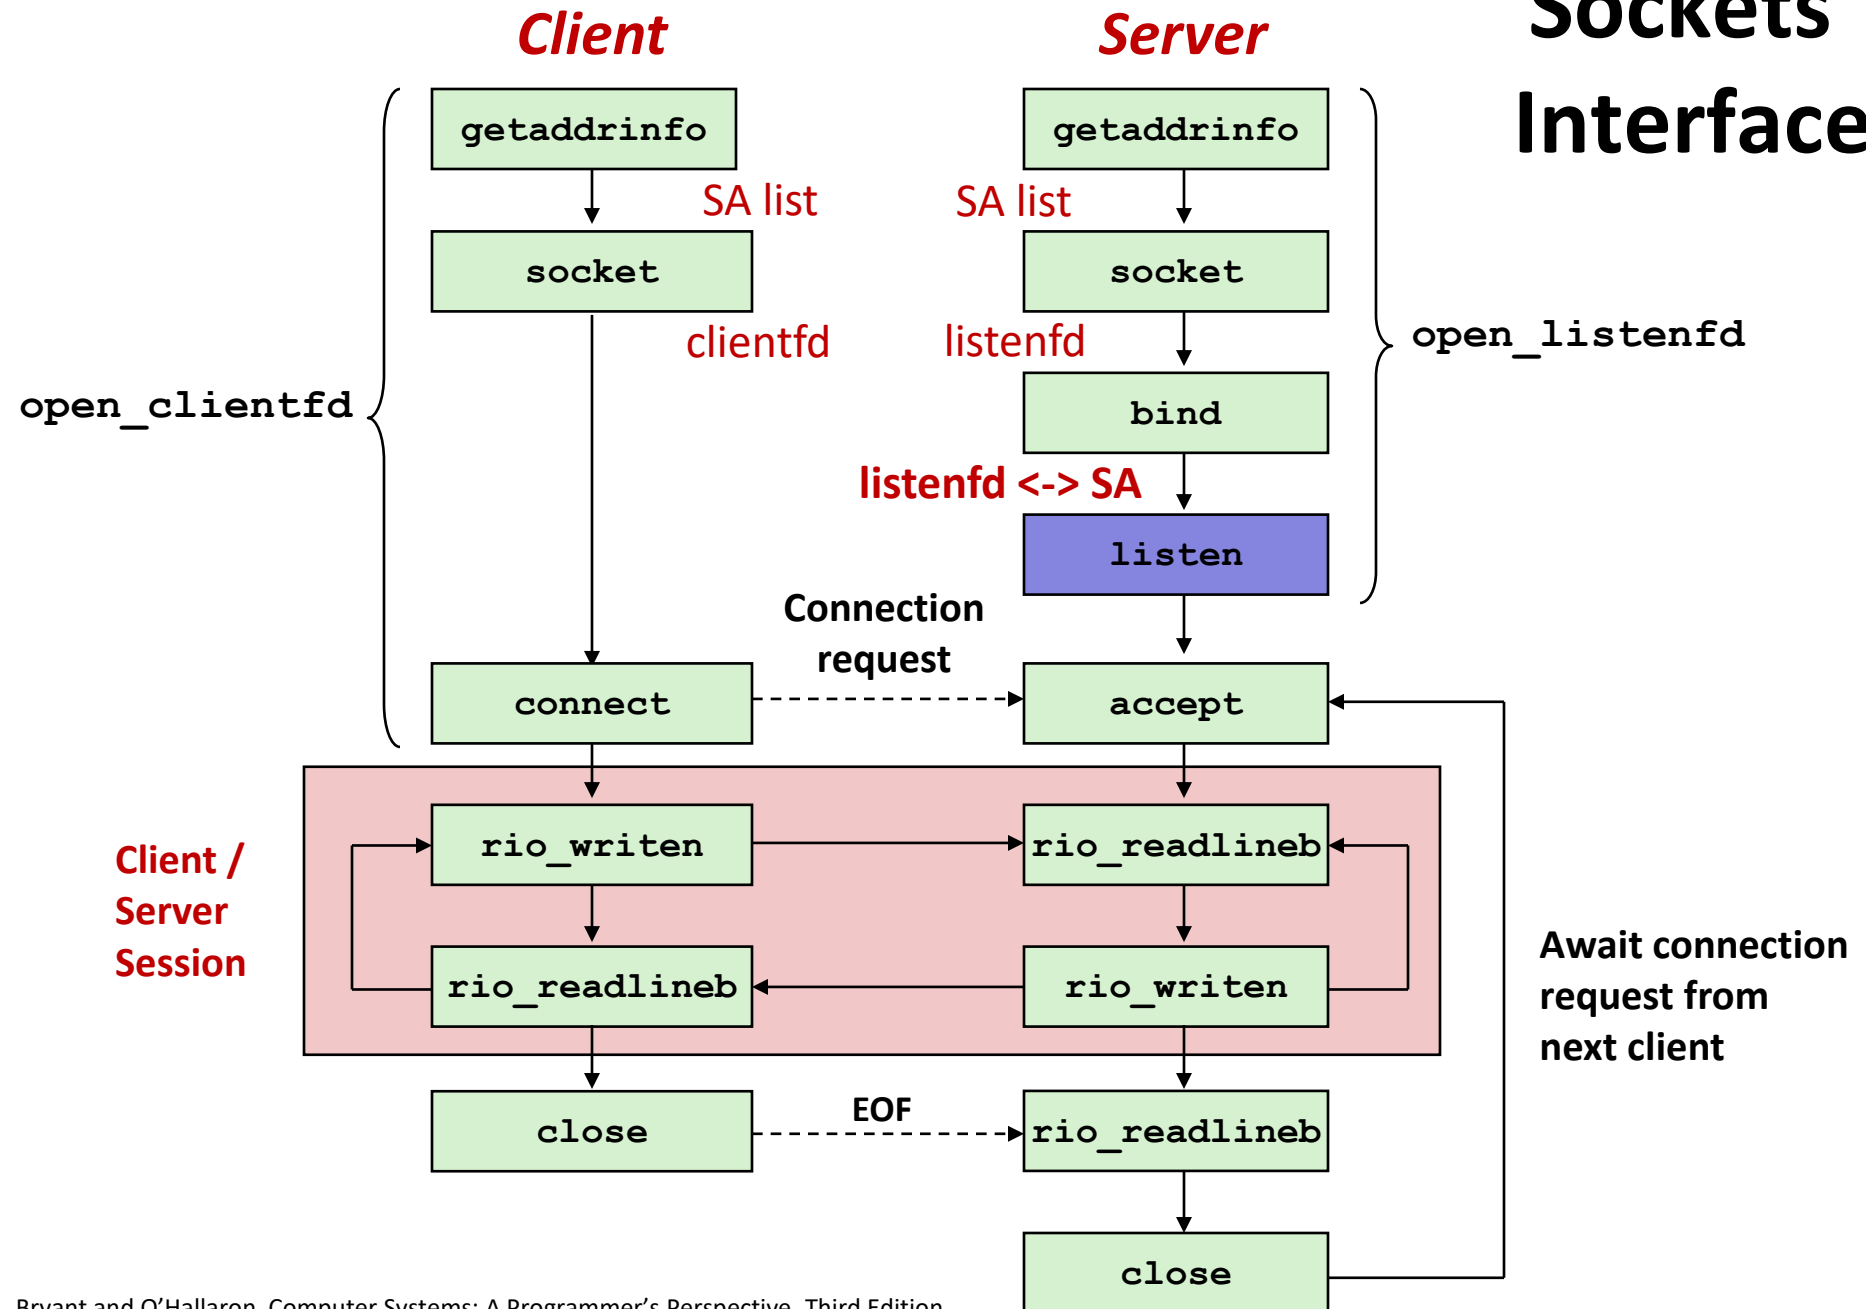 Sockets
Interface
Client
Server
getaddrinfo
getaddrinfo
SA list
SA list
socket
socket
clientfd
listenfd
open_listenfd
open_clientfd
bind
listenfd <-> SA
listen
Connection
request
connect
accept
Client /
Server
Session
rio_writen
rio_readlineb
rio_readlineb
rio_writen
Await connection
request from
next client
close
EOF
rio_readlineb
close
Bryant and O'Hallaron, Computer Systems: A Programmer's Perspective, Third Edition